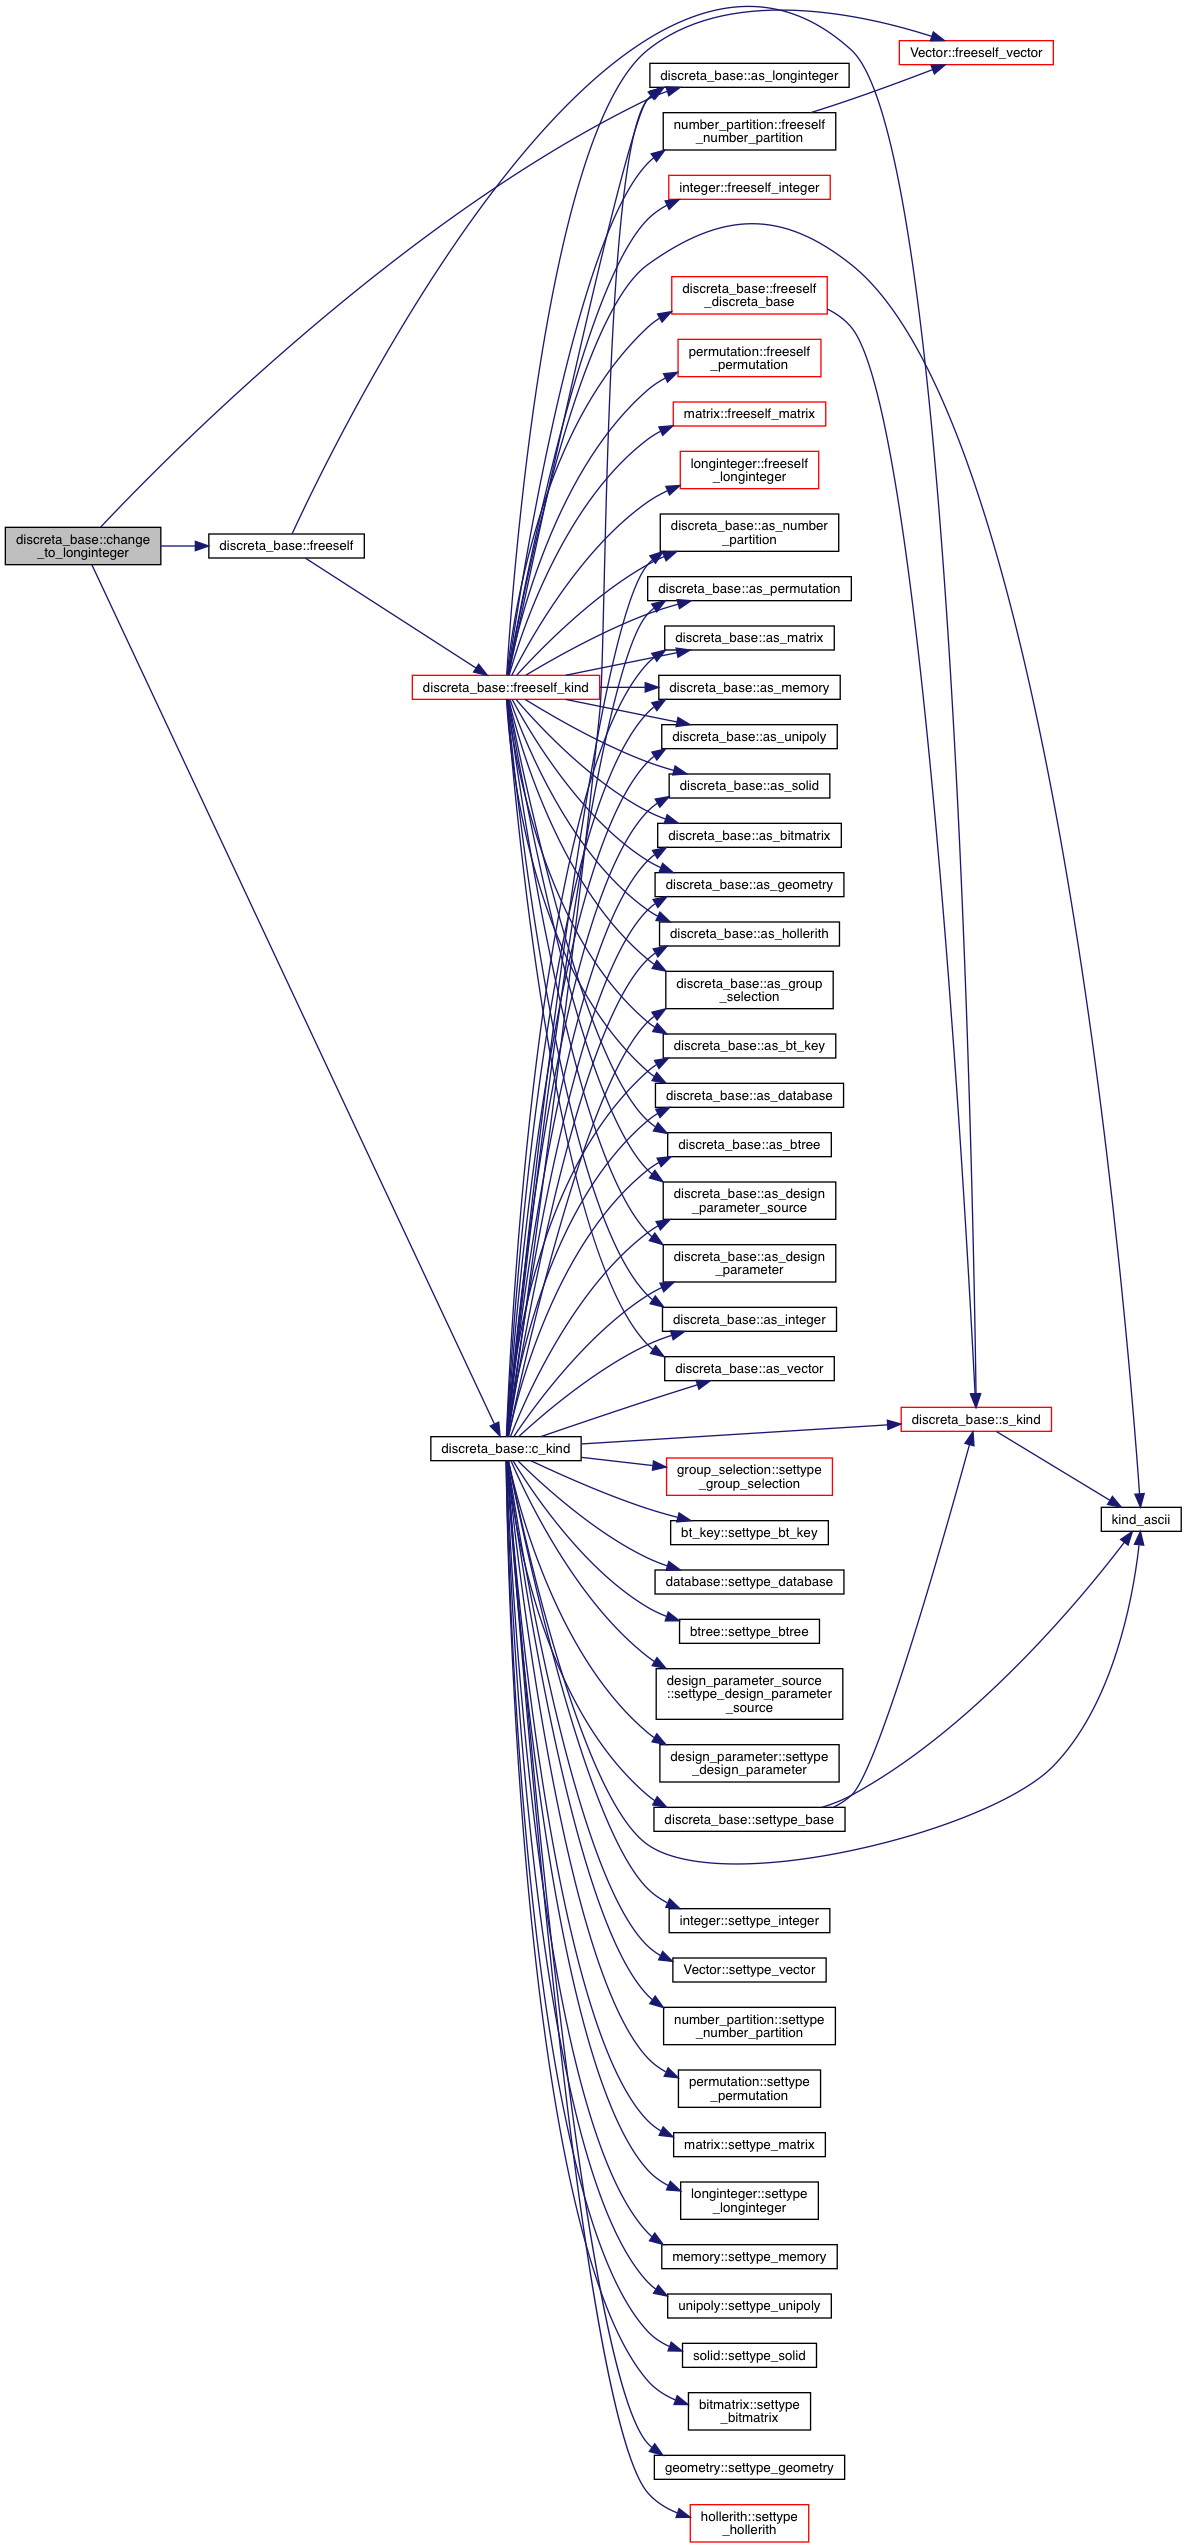 Vector::freeself_vector
discreta_base::as_longinteger
number_partition::freeself
_number_partition
integer::freeself_integer
discreta_base::freeself
_discreta_base
permutation::freeself
_permutation
matrix::freeself_matrix
longinteger::freeself
_longinteger
discreta_base::change
_to_longinteger
discreta_base::freeself
discreta_base::as_number
_partition
discreta_base::as_permutation
discreta_base::as_matrix
discreta_base::freeself_kind
discreta_base::as_memory
discreta_base::as_unipoly
discreta_base::as_solid
discreta_base::as_bitmatrix
discreta_base::as_geometry
discreta_base::as_hollerith
discreta_base::as_group
_selection
discreta_base::as_bt_key
discreta_base::as_database
discreta_base::as_btree
discreta_base::as_design
_parameter_source
discreta_base::as_design
_parameter
discreta_base::as_integer
discreta_base::as_vector
discreta_base::s_kind
discreta_base::c_kind
group_selection::settype
_group_selection
kind_ascii
bt_key::settype_bt_key
database::settype_database
btree::settype_btree
design_parameter_source
::settype_design_parameter
_source
design_parameter::settype
_design_parameter
discreta_base::settype_base
integer::settype_integer
Vector::settype_vector
number_partition::settype
_number_partition
permutation::settype
_permutation
matrix::settype_matrix
longinteger::settype
_longinteger
memory::settype_memory
unipoly::settype_unipoly
solid::settype_solid
bitmatrix::settype
_bitmatrix
geometry::settype_geometry
hollerith::settype
_hollerith